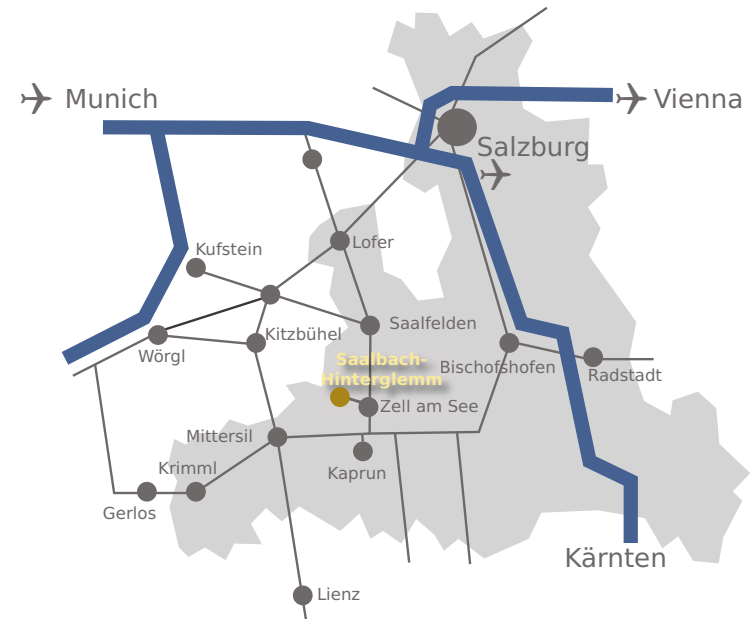 Munich
Vienna
Salzburg
Lofer
Kufstein
Saalfelden
Kitzbühel
Wörgl
Saalbach-
Hinterglemm
Bischofshofen
Radstadt
Zell am See
Mittersil
Kaprun
Krimml
Gerlos
Kärnten
Lienz